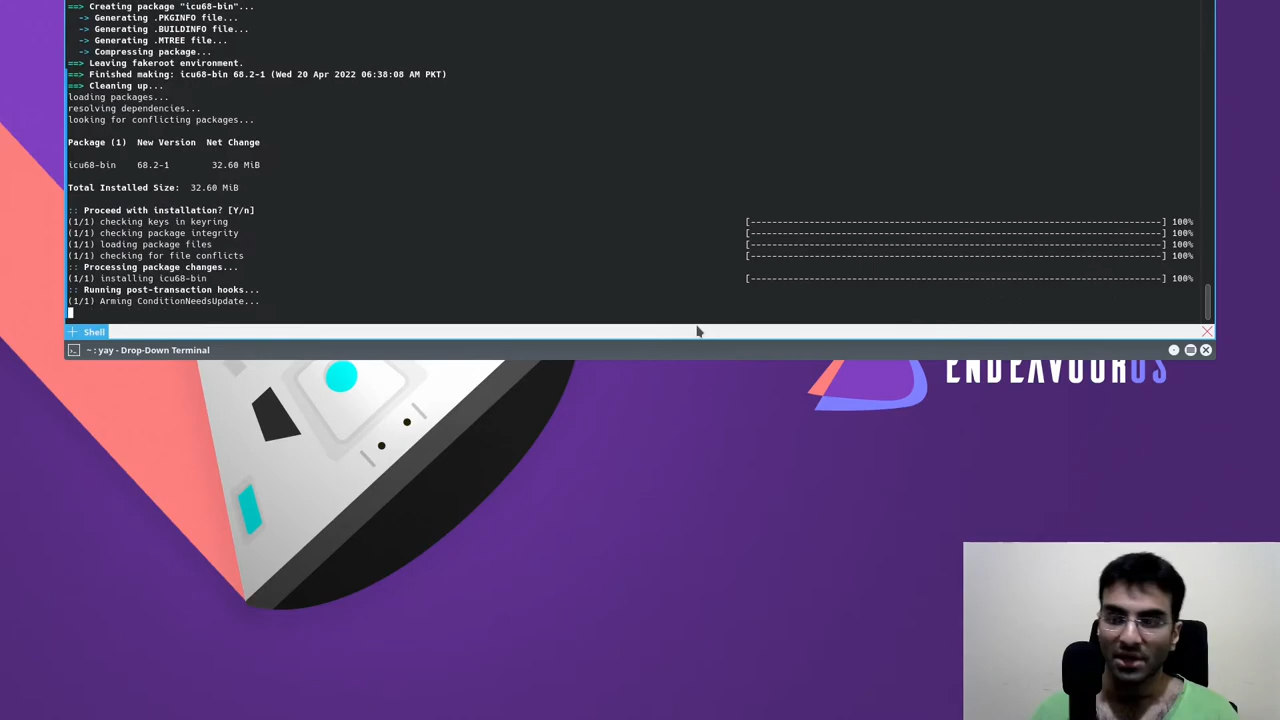 ==> Creating package "icu68-bin"...
-> Generating .PKGINFO file...
-> Generating .BUILDINFO file...
-> Generating .MTREE file...
-> Compressing package...
==> Leaving fakeroot environment.
==> Finished making: icu68-bin 68.2-1 (Wed 20 Apr 2022 06:38:08 AM PKT)
==> Cleaning up...
loading packages...
resolving dependencies...
looking for conflicting packages...
Package (1)  New Version  Net Change
icu68-bin    68.2-1        32.60 MiB
Total Installed Size:  32.60 MiB
:: Proceed with installation? [Y/n]
(1/1) checking keys in keyring [----------------------------------------------------------------------------] 100%
(1/1) checking package integrity [----------------------------------------------------------------------------] 100%
(1/1) loading package files [----------------------------------------------------------------------------] 100%
(1/1) checking for file conflicts [----------------------------------------------------------------------------] 100%
:: Processing package changes...
(1/1) installing icu68-bin [----------------------------------------------------------------------------] 100%
:: Running post-transaction hooks...
(1/1) Arming ConditionNeedsUpdate...
Shell
~ : yay - Drop-Down Terminal
ENDEAVOUROS